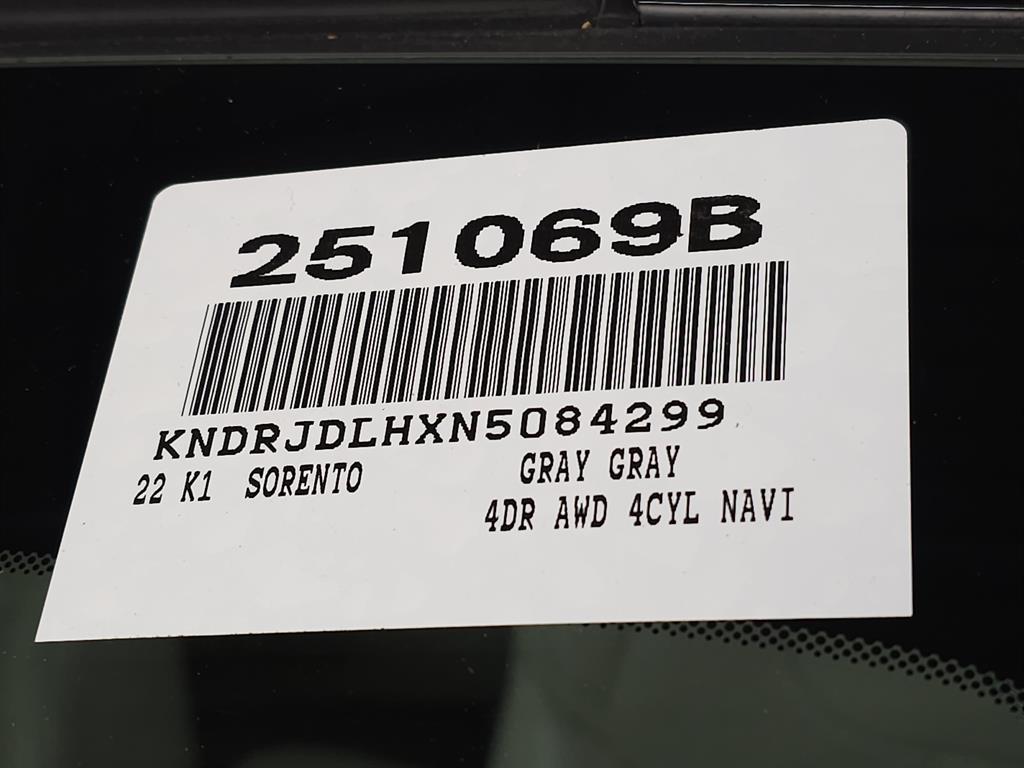 251069B
KNDRJDLHXN5084299
22 K1 SORENTO GRAY GRAY
4DR AWD 4CYL NAVI